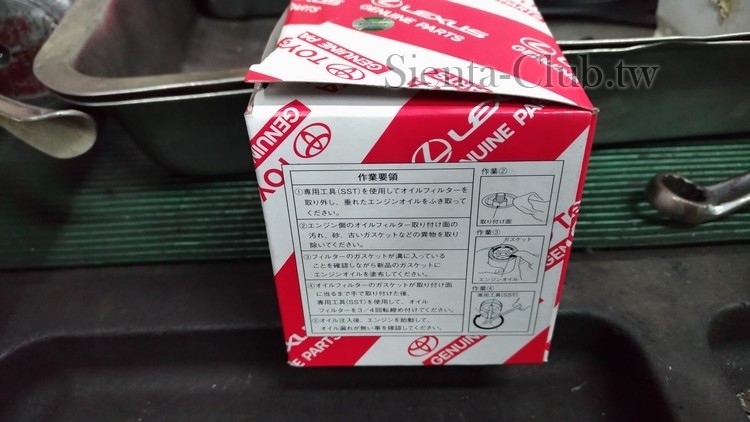 LEXUS
GENUINE PARTS
TOYO
GENUINE PA
Sienta-Club.tw
GENUIN
LEXUS
GENUINE PARTS
作業要領
①専用工具(SST)を使用してオイルフィルターを
取り外し、垂れたエンジンオイルをふき取って
ください。
②エンジン側のオイルフィルター取り付け面の
汚れ、砂、古いガスケットなどの異物を取り
除いてください。
③フィルターのガスケットが溝に入っている
ことを確認しながら新品のガスケットに
エンジンオイルを塗布してください。
④オイルフィルターのガスケットが取り付け面
に当るまで手で取り付けた後、
専用工具(SST)を使用して、オイル
フィルターを3/4回転締め付けてください。
⑤オイル注入後、エンジンを始動して、
オイル漏れが無い事を確認してください。
作業②
取り付け面
作業③
ガスケット
エンジンオイル
作業④
専用工具(SST)
LEXUS
NE PARTS
GENUINE